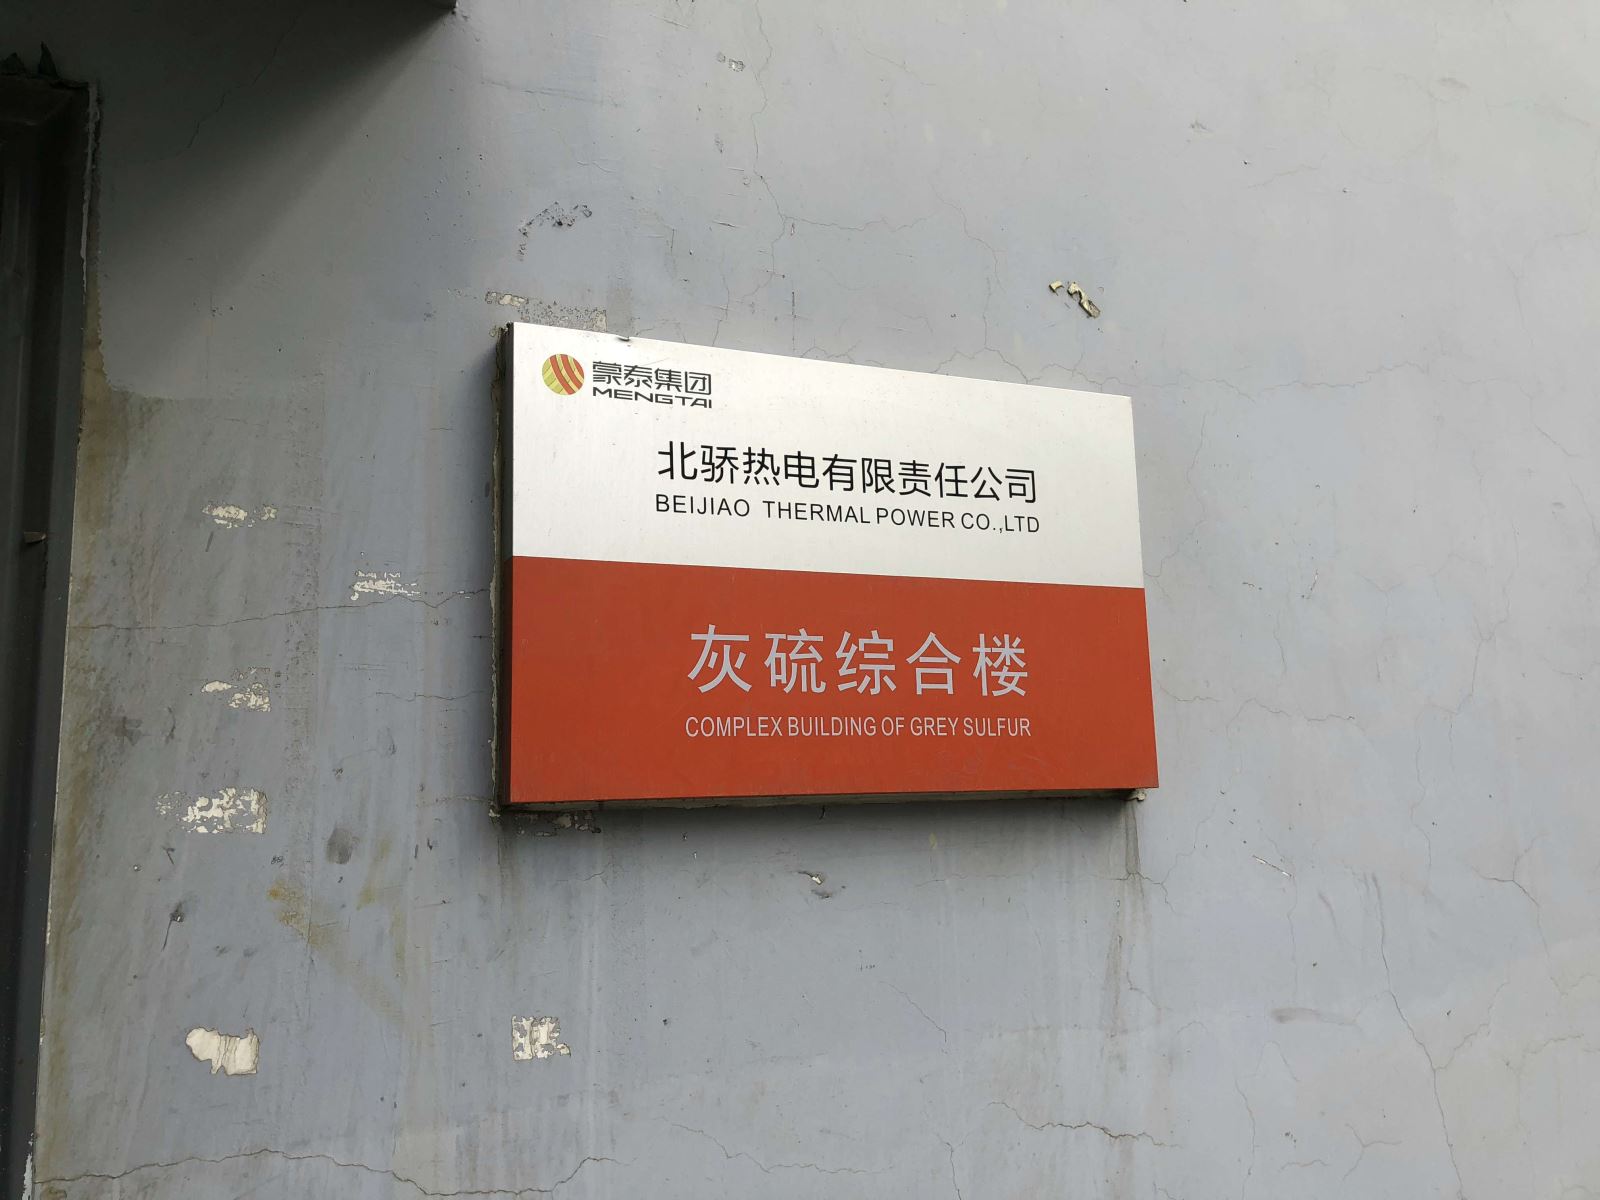 蒙泰集团
MENGTAI
北骄热电有限责任公司
BEIJIAO THERMAL POWER CO.,LTD
灰硫综合楼
COMPLEX BUILDING OF GREY SULFUR